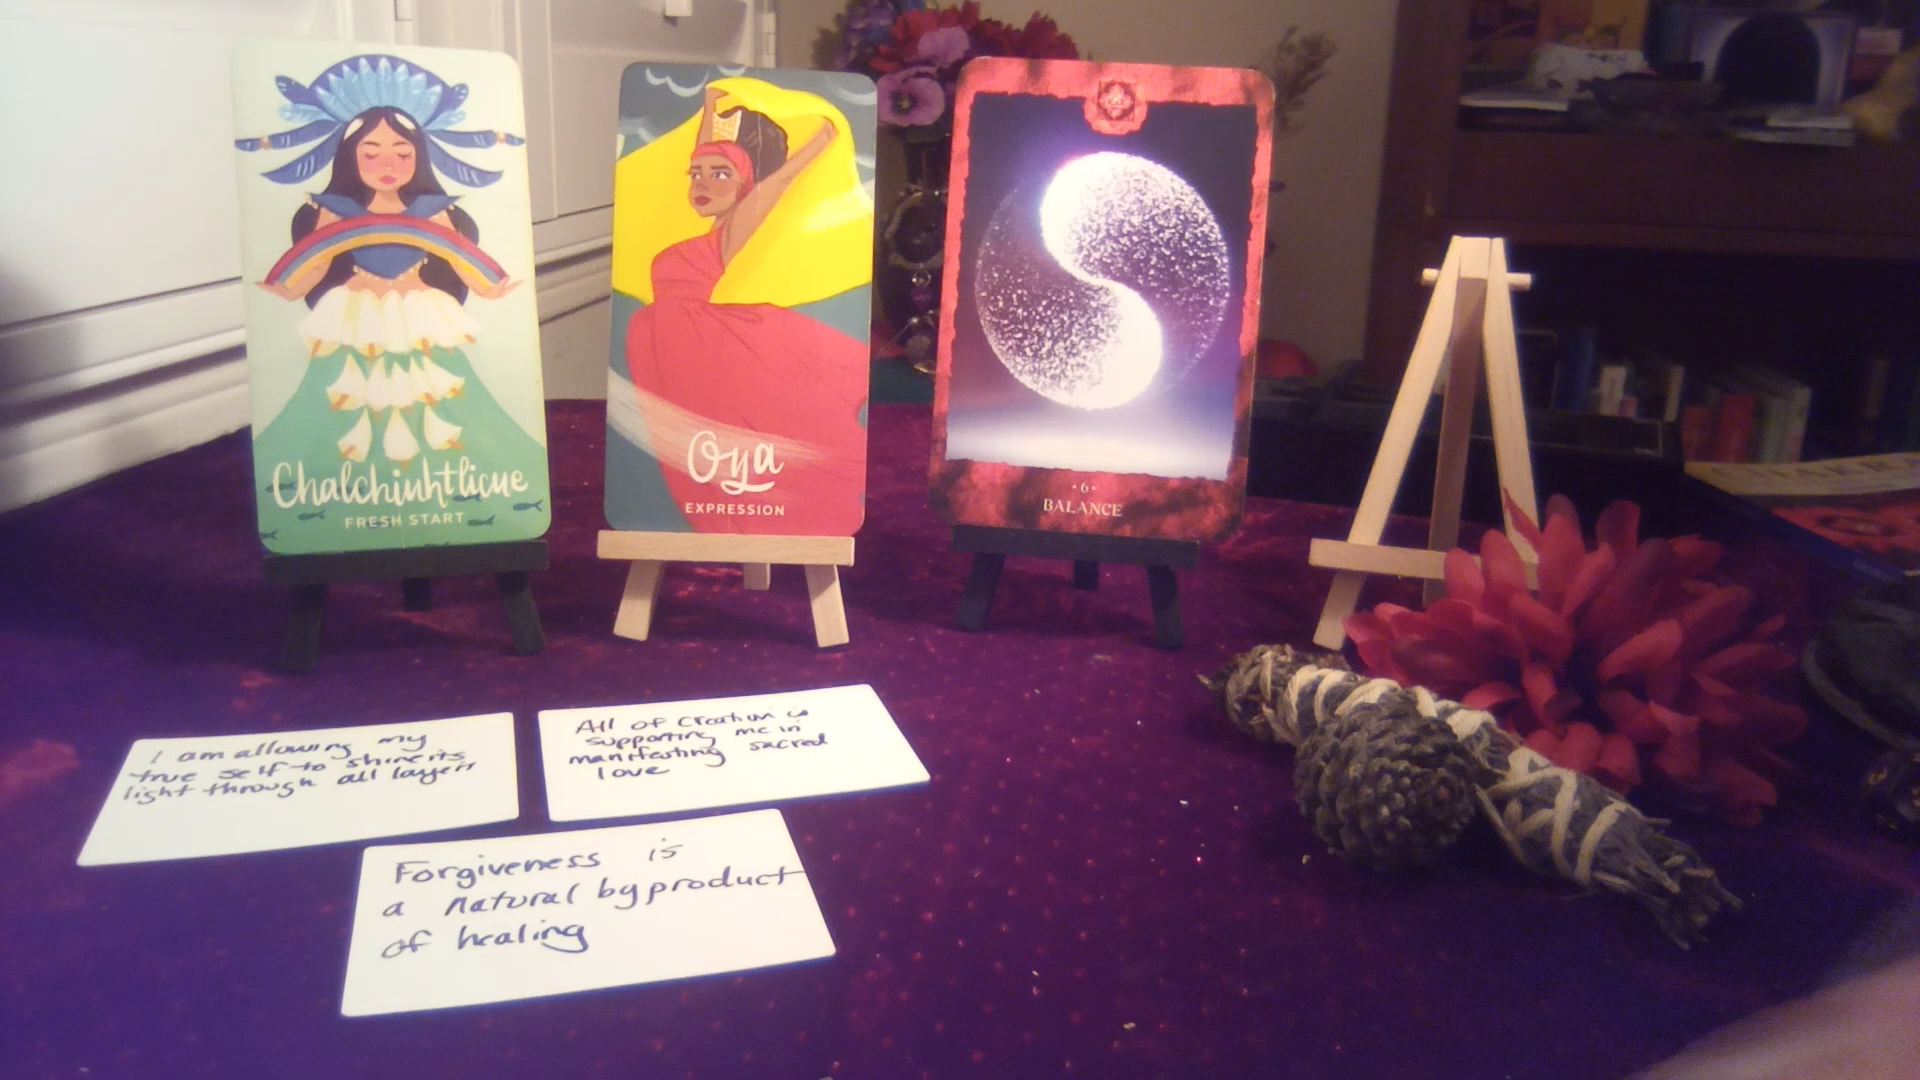 Chalchiuhtlicue
FRESH START
Oya
EXPRESSION
·6·
BALANCE
CHAKRA
I am allowing my
true self to shine its
light through all layers
All of creation is
supporting me in
manifesting sacred
love
Forgiveness is
a natural byproduct
of healing